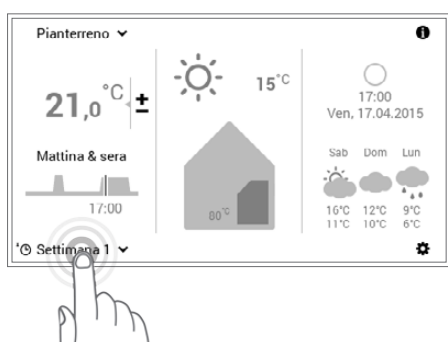 Pianterreno
21,0 °C ±
Mattina & sera
17:00
Settimana 1
15°C
80°C
17:00
Ven, 17.04.2015
Sab Dom Lun
16°C 12°C 9°C
11°C 10°C 6°C